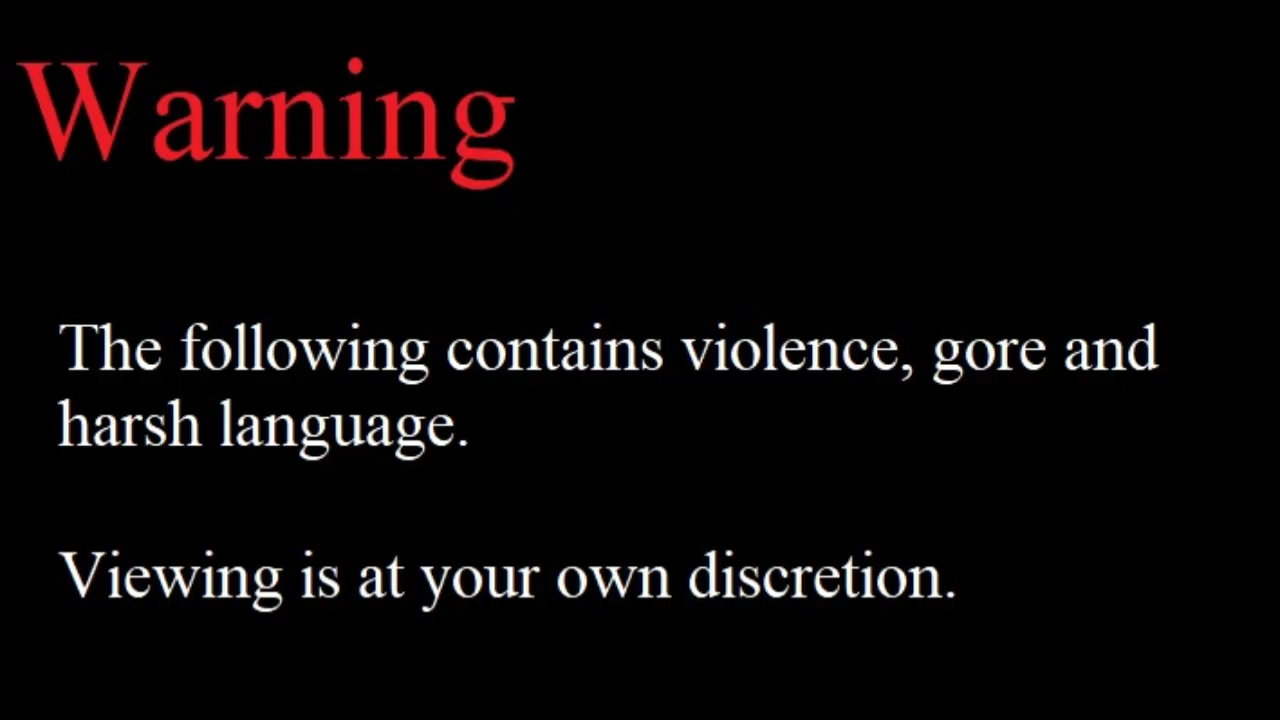 Warning
The following contains violence, gore and
harsh language.
Viewing is at your own discretion.